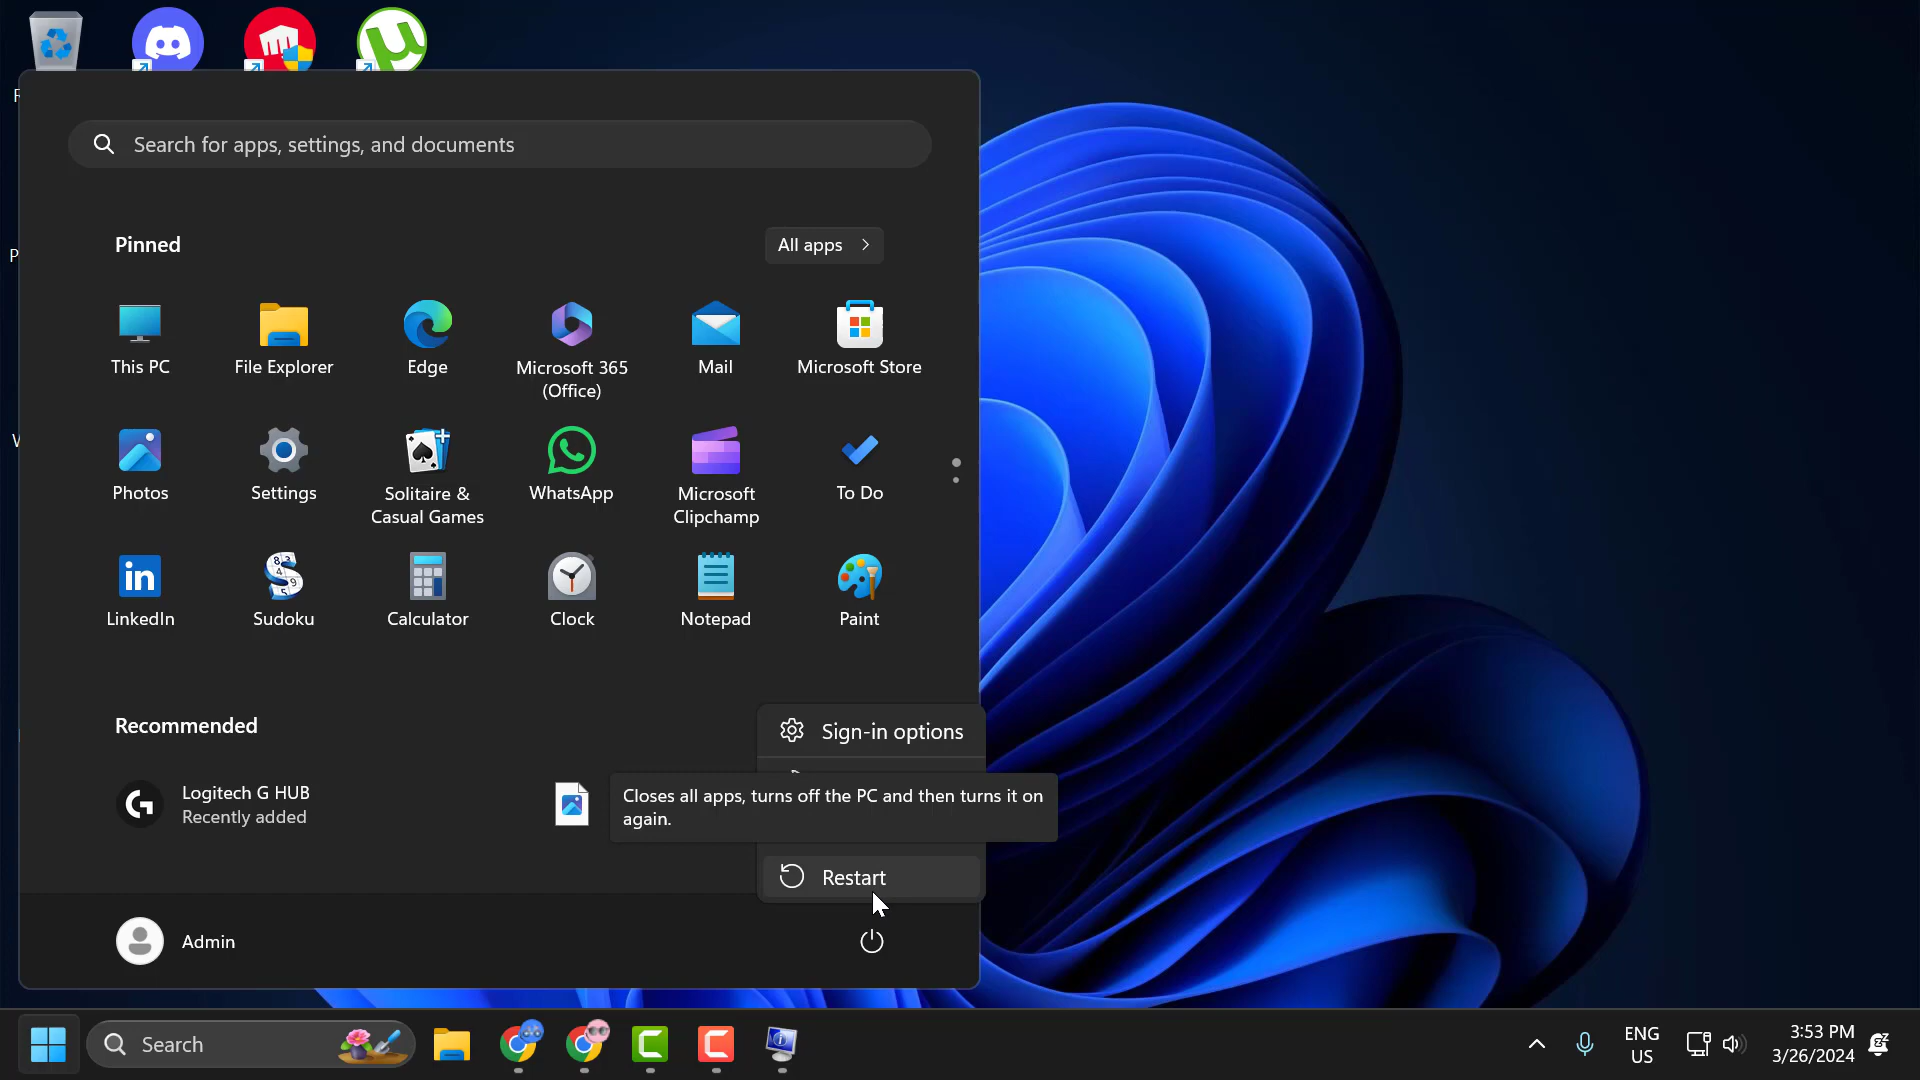 Search for apps, settings, and documents
Pinned
All apps
This PC
File Explorer
Edge
Microsoft 365
(Office)
Mail
Microsoft Store
Photos
Settings
Solitaire &
Casual Games
WhatsApp
Microsoft
Clipchamp
To Do
LinkedIn
Sudoku
Calculator
Clock
Notepad
Paint
Recommended
Sign-in options
Logitech G HUB
Recently added
Closes all apps, turns off the PC and then turns it on
again.
Restart
Admin
Search
ENG
US
3:53 PM
3/26/2024